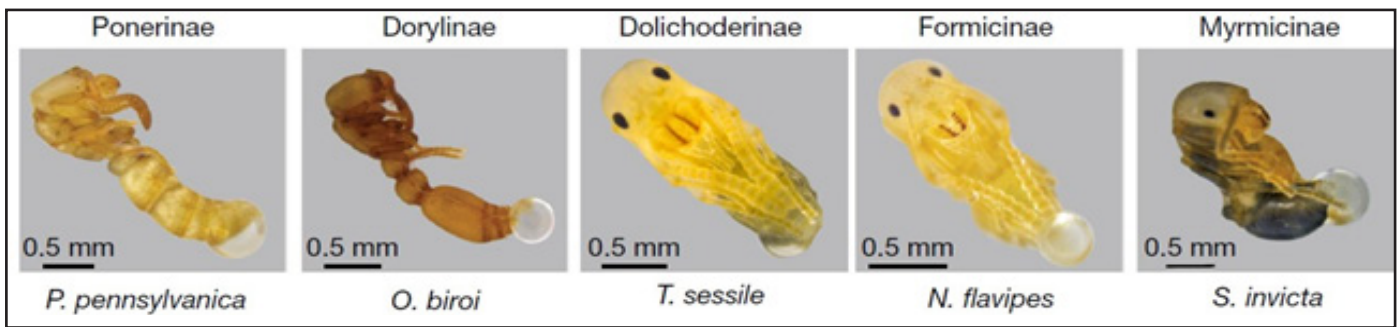 Ponerinae Dorylinae Dolichoderinae Formicinae Myrmicinae
0.5 mm 0.5 mm 0.5 mm 0.5 mm 0.5 mm
P. pennsylvanica O. biroi T. sessile N. flavipes S. invicta